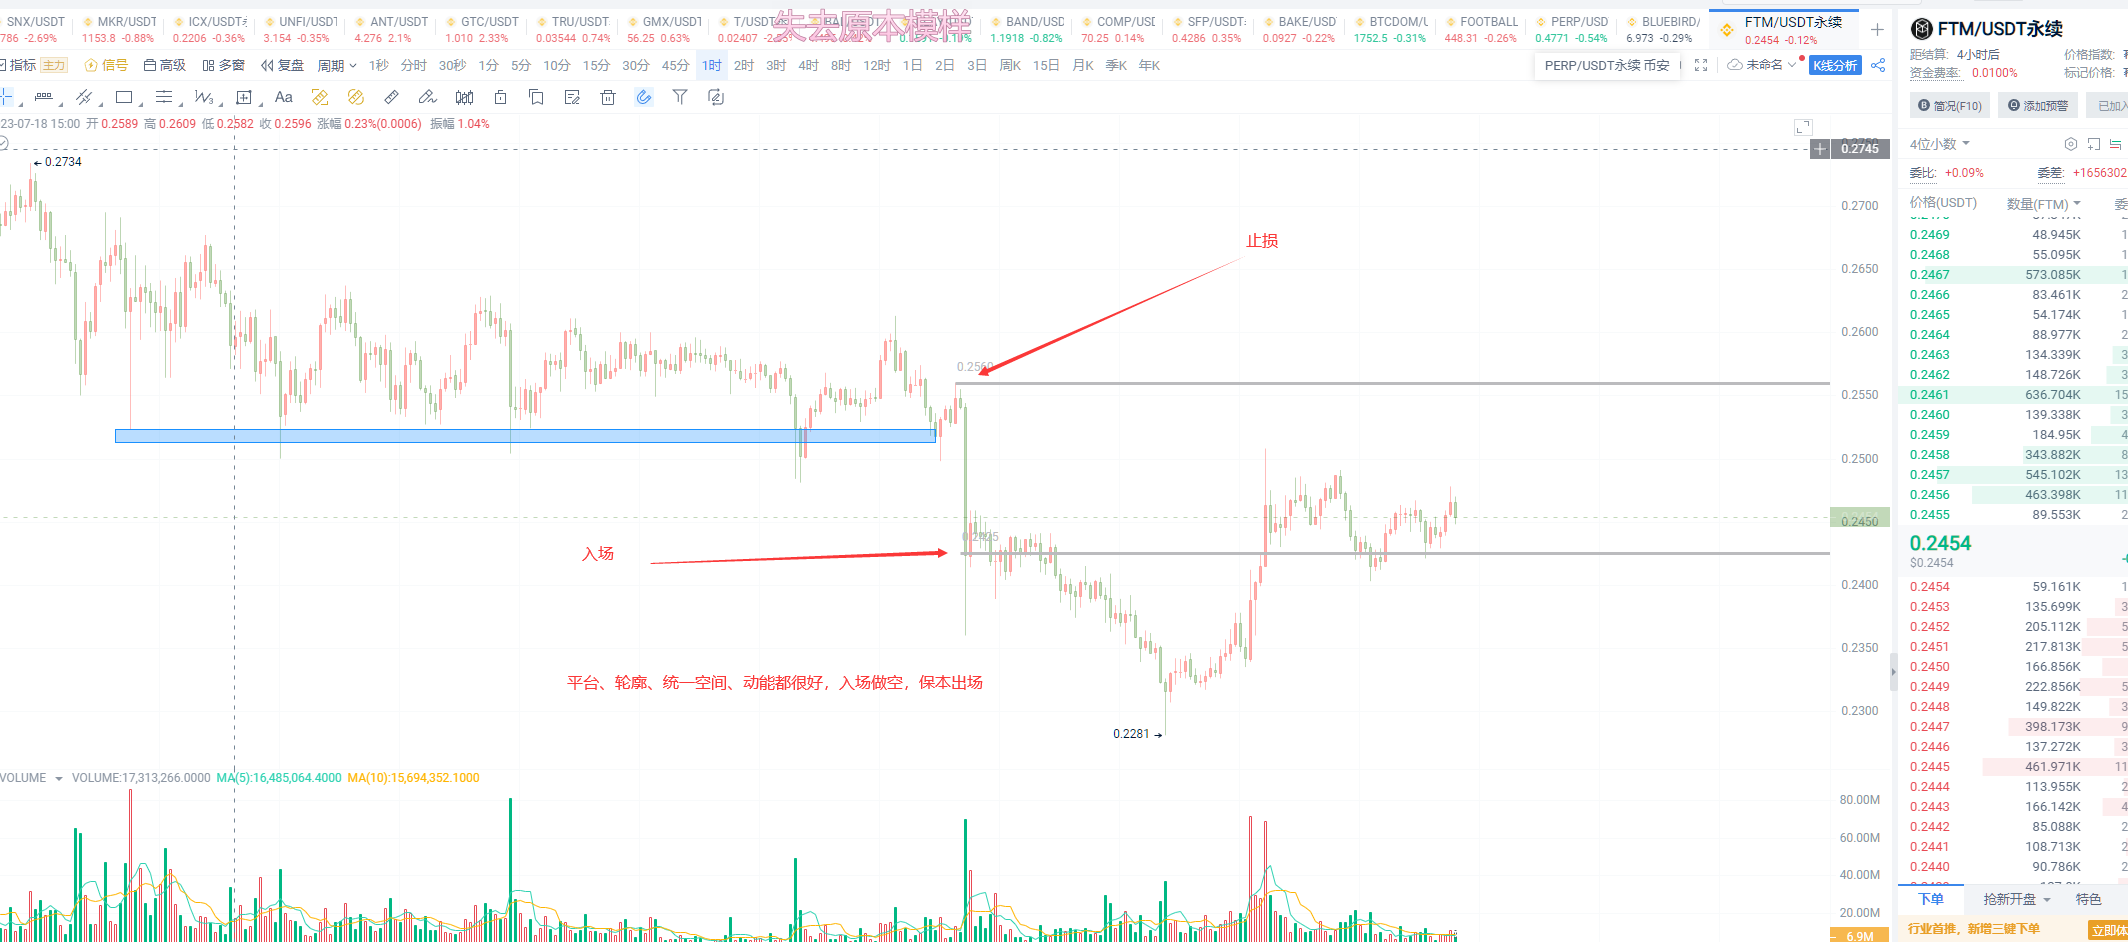 SNX/USDT MKR/USDT ICX/USDT永 UNFI/USDT ANT/USDT GTC/USDT TRU/USDT GMX/USDT BAND/USD COMP/USD SFP/USDT BAKE/USD BTCDOM/U FOOTBALL PERP/USD BLUEBIRD/ FTM/USDT永续
786 -2.69% 1153.8 -0.88% 0.2206 -0.36% 3.154 -0.35% 4.276 2.1% 1.010 2.33% 0.03544 0.74% 56.25 0.63% 0.02407 1.1918 -0.82% 70.25 0.14% 0.4286 0.35% 0.0927 -0.22% 1752.5 -0.31% 448.31 -0.26% 0.4771 -0.54% 6.973 -0.29% 0.2454 -0.12%
失去原本模样
指标 主力 信号 高级 多窗 复盘 周期 1秒 分时 30秒 1分 5分 10分 15分 30分 45分 1时 2时 3时 4时 8时 12时 1日 2日 3日 周K 15日 月K 季K 年K
PERP/USDT永续 币安 未命名 K线分析
Aa
23-07-18 15:00 开 0.2589 高 0.2609 低 0.2582 收 0.2596 涨幅 0.23%(0.0006) 振幅 1.04%
0.2734
0.2745
0.2700
0.2650
0.2600
0.2550
0.2500
0.2450
0.2400
0.2350
0.2300
止损
0.2425
入场
平台、轮廓、统一空间、动能都很好，入场做空，保本出场
0.2281
VOLUME VOLUME:17,313,266.0000 MA(5):16,485,064.4000 MA(10):15,694,352.1000
80.00M
60.00M
40.00M
20.00M
6.9M
FTM/USDT永续
距结算: 4小时后 价格指数:
资金费率: 0.0100% 标记价格:
简况(F10) 添加预警 已加入
4位小数
委比: +0.09% 委差: +1656302
价格(USDT) 数量(FTM)
0.2469 48.945K
0.2468 55.095K
0.2467 573.085K
0.2466 83.461K
0.2465 54.174K
0.2464 88.977K
0.2463 134.339K
0.2462 148.726K
0.2461 636.704K
0.2460 139.338K
0.2459 184.95K
0.2458 343.882K
0.2457 545.102K
0.2456 463.398K
0.2455 89.553K
0.2454
$0.2454
0.2454 59.161K
0.2453 135.699K
0.2452 205.112K
0.2451 217.813K
0.2450 166.856K
0.2449 222.856K
0.2448 149.822K
0.2447 398.173K
0.2446 137.272K
0.2445 461.971K
0.2444 113.955K
0.2443 166.142K
0.2442 85.088K
0.2441 108.713K
0.2440 90.786K
下单 抢新开盘 特色
行业首推，新增三键下单 立即体